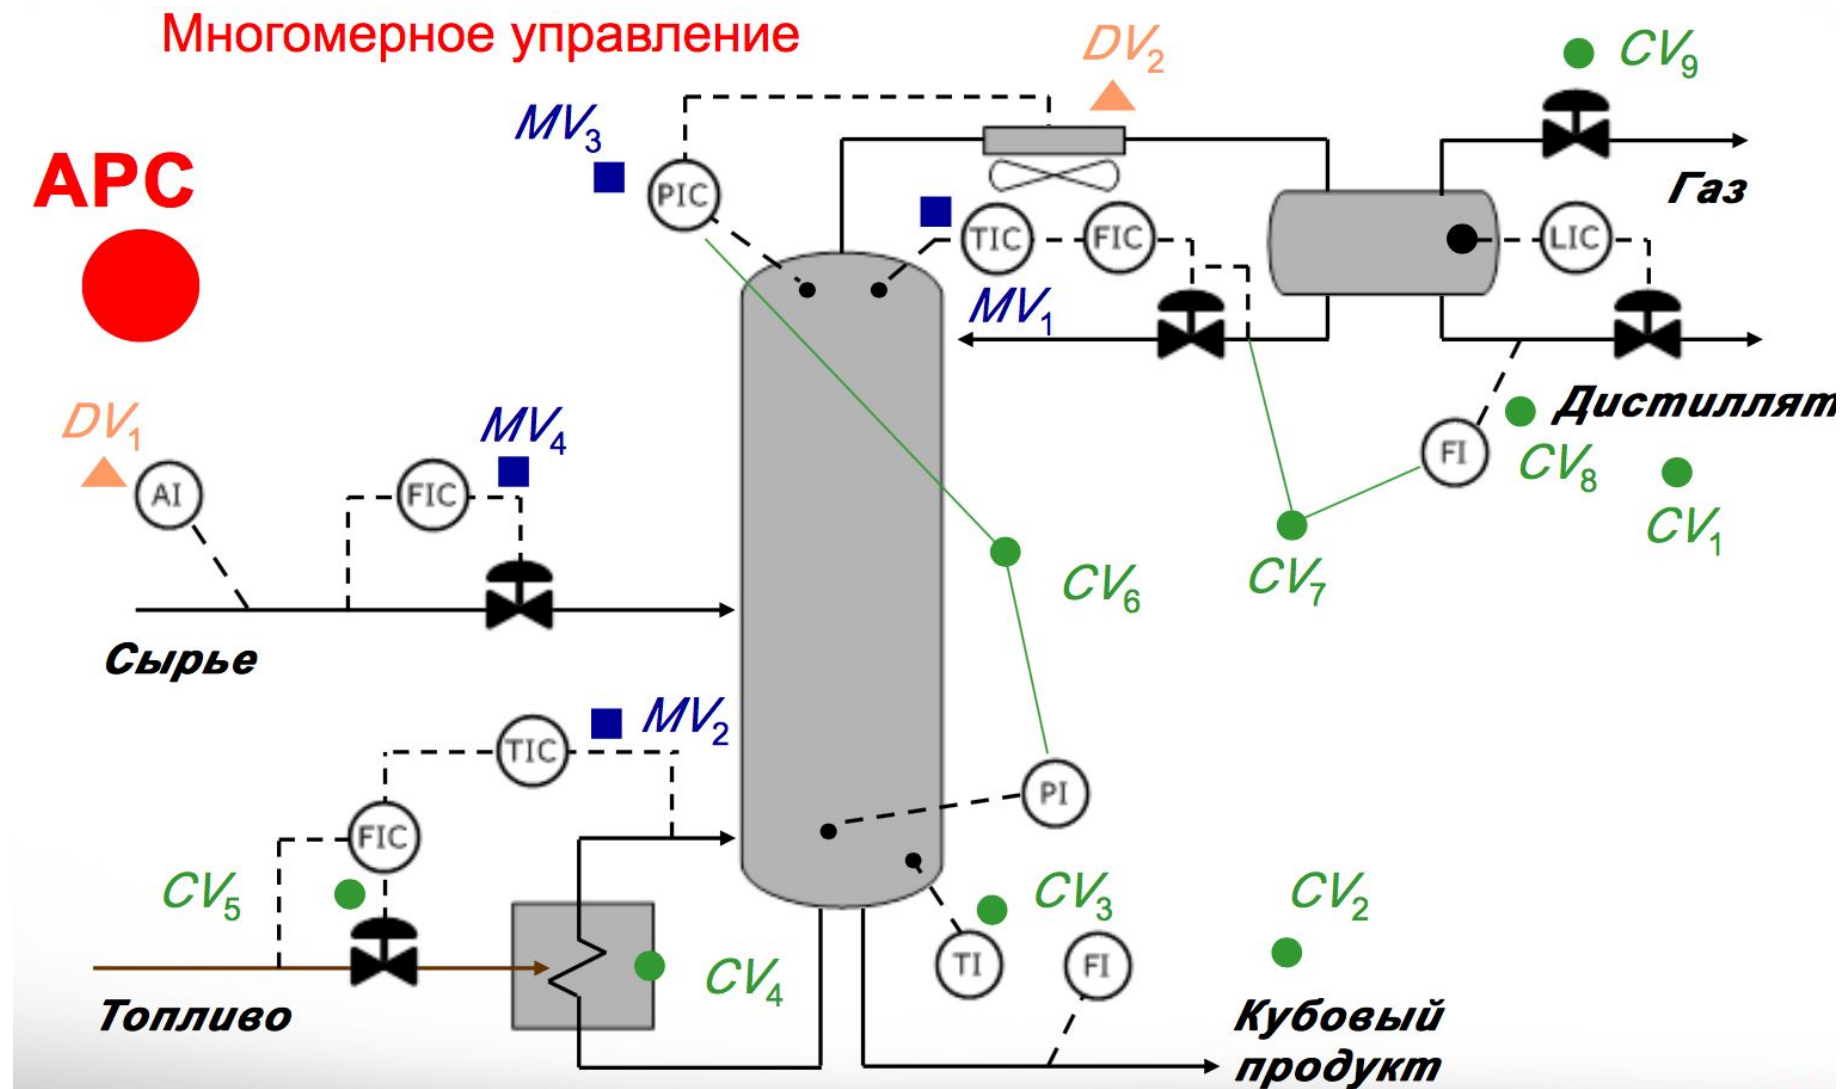 Многомерное управление
DV2
CV9
MV3
APC
PIC
Газ
TIC
FIC
LIC
MV1
DV1
MV4
Дистиллят
AI
FIC
FI
CV8
CV1
CV6
CV7
Сырье
MV2
TIC
PI
FIC
CV5
CV3
CV2
TI
FI
CV4
Топливо
Кубовый
продукт